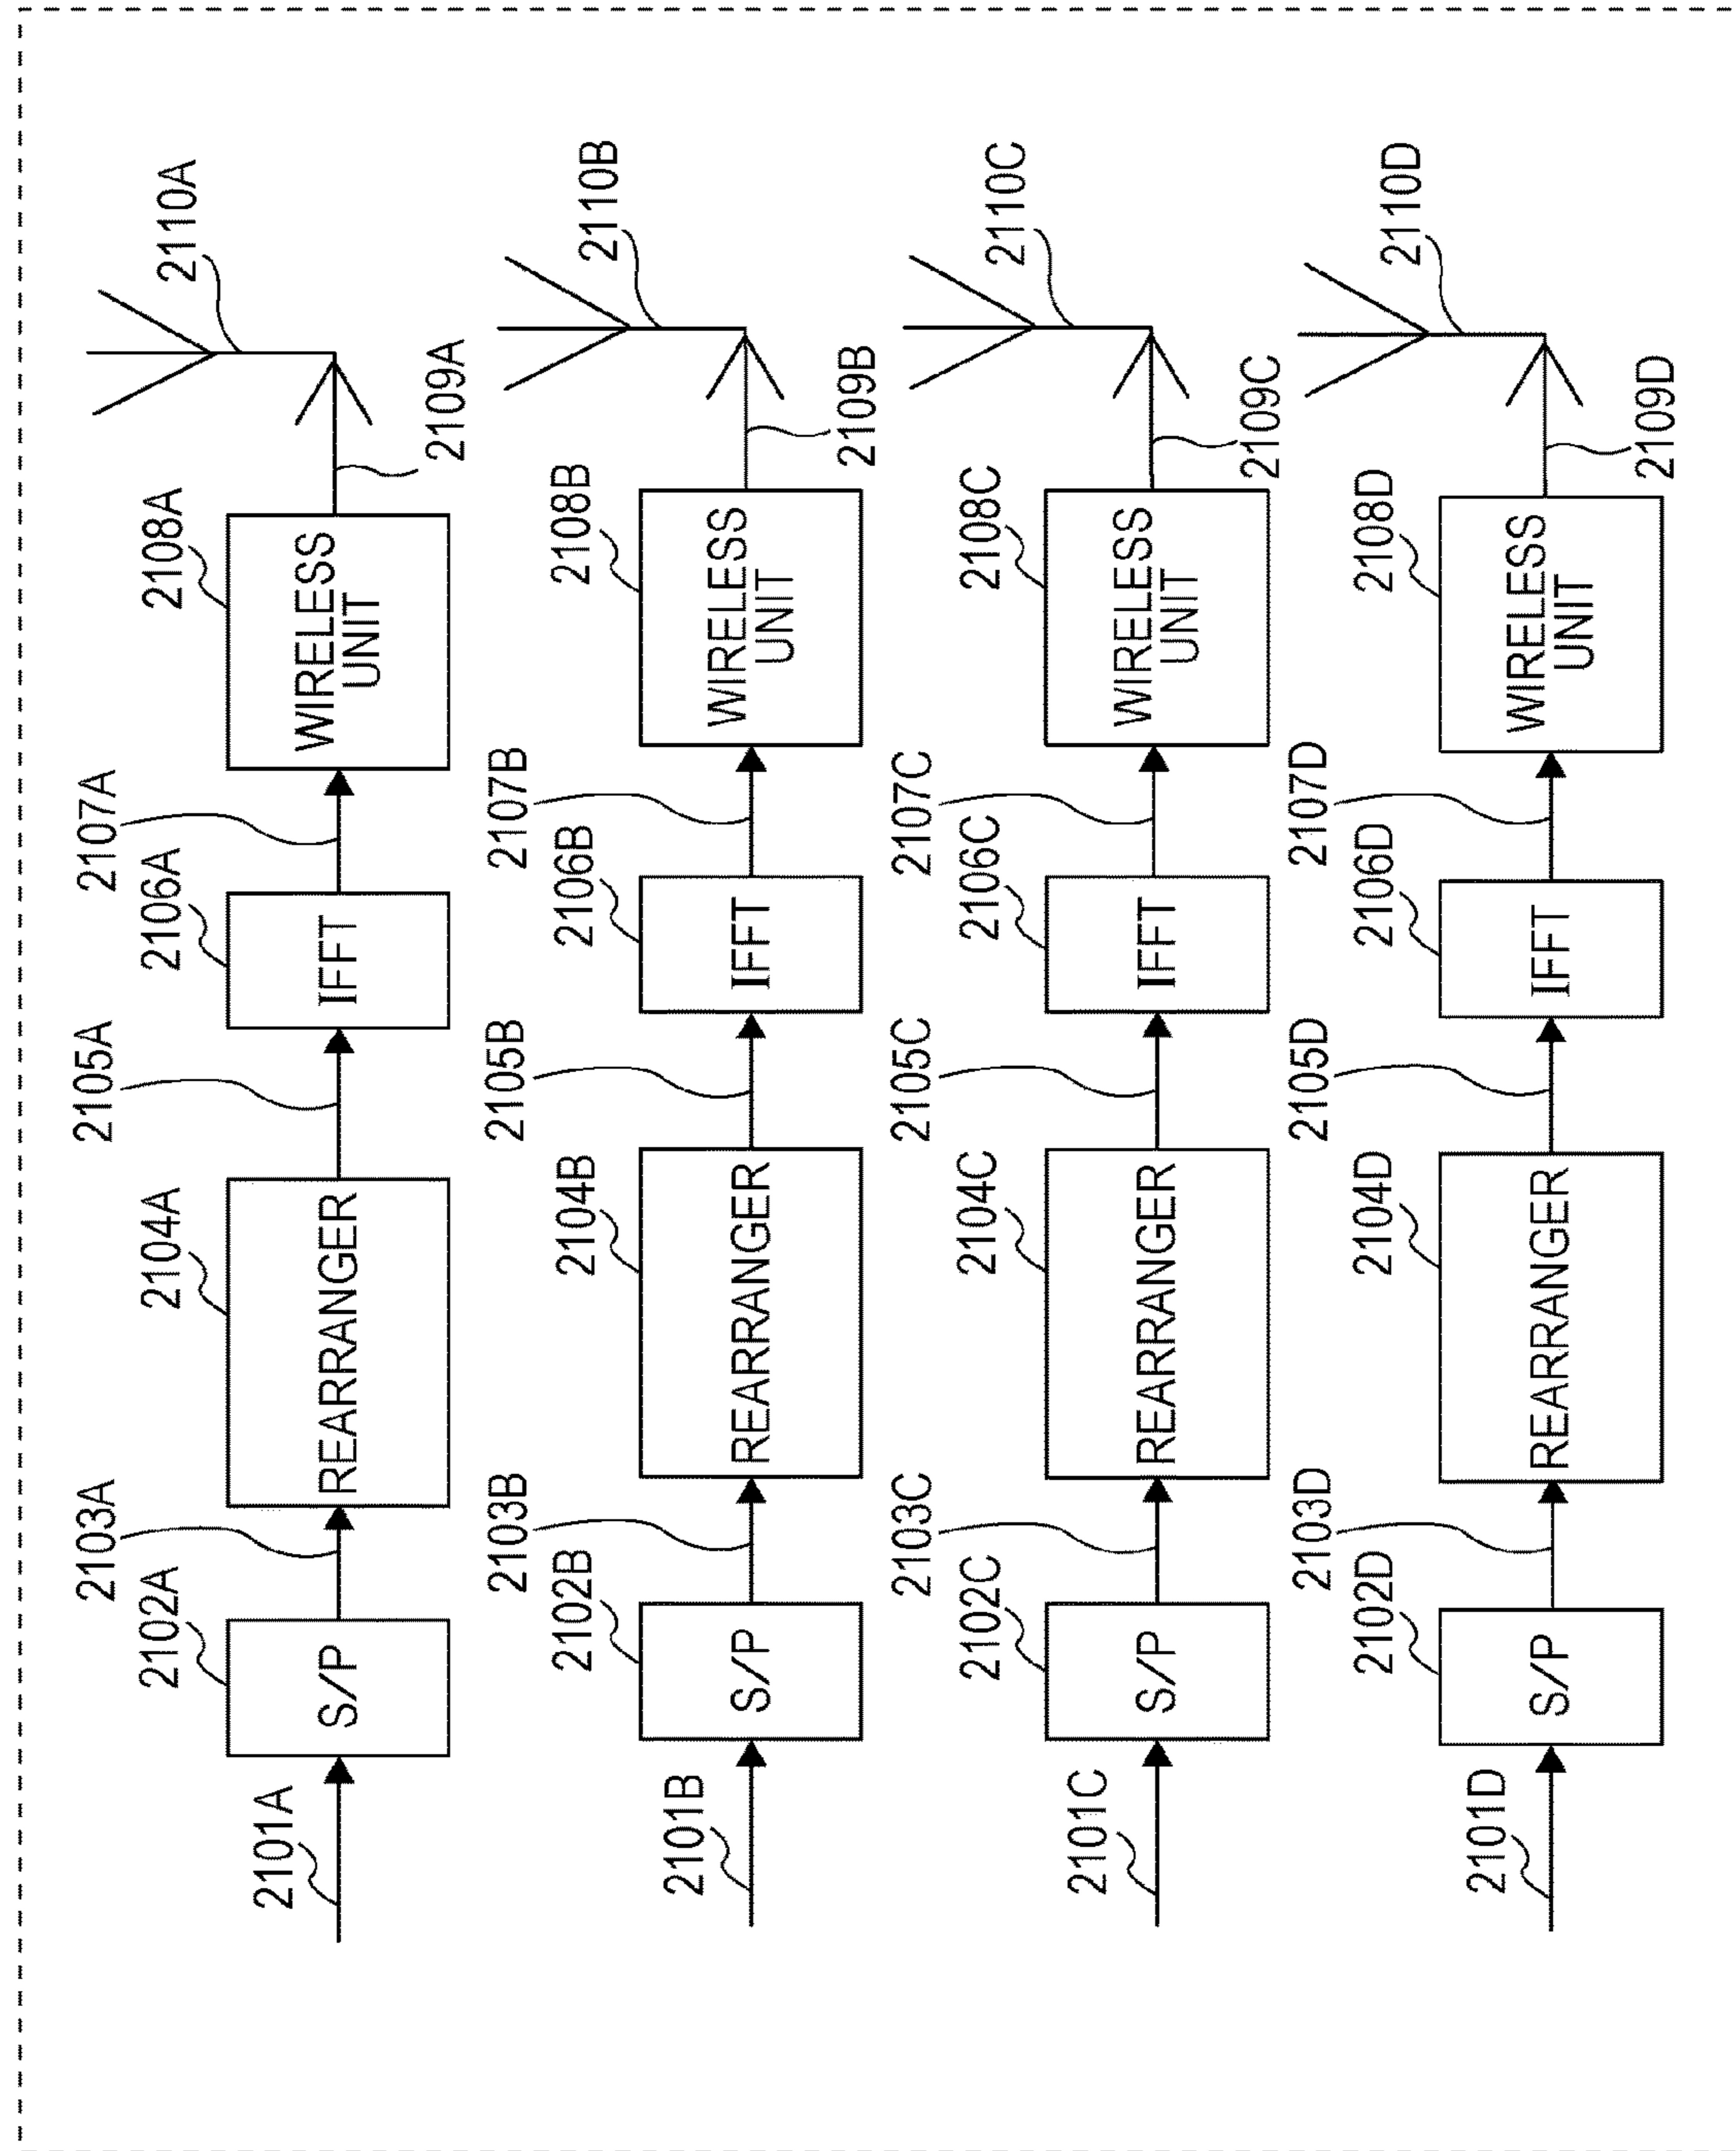 2101A
2102A
S/P
2103A
2104A
REARRANGER
2105A
2106A
IFFT
2107A
2108A
WIRELESS
UNIT
2109A
2110A
2101B
2102B
S/P
2103B
2104B
REARRANGER
2105B
2106B
IFFT
2107B
2108B
WIRELESS
UNIT
2109B
2110B
2101C
2102C
S/P
2103C
2104C
REARRANGER
2105C
2106C
IFFT
2107C
2108C
WIRELESS
UNIT
2109C
2110C
2101D
2102D
S/P
2103D
2104D
REARRANGER
2105D
2106D
IFFT
2107D
2108D
WIRELESS
UNIT
2109D
2110D